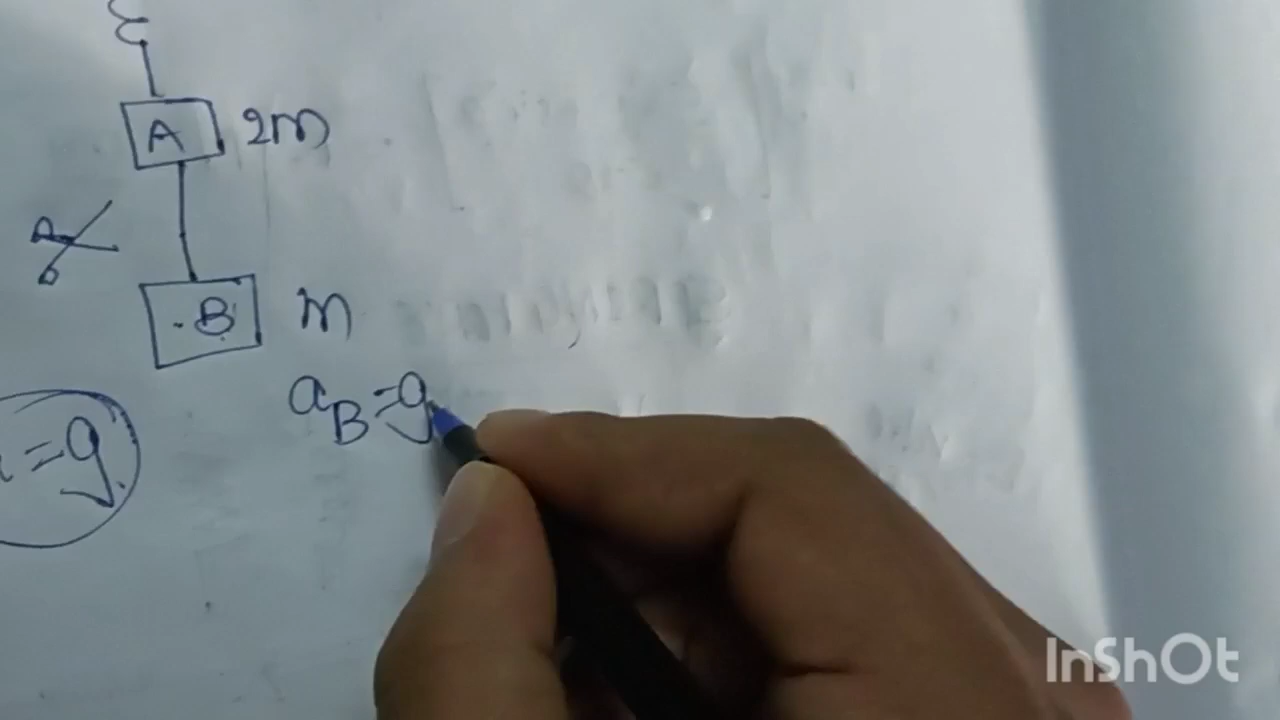 A 2m
B m
a_B = g
= g
InShOt